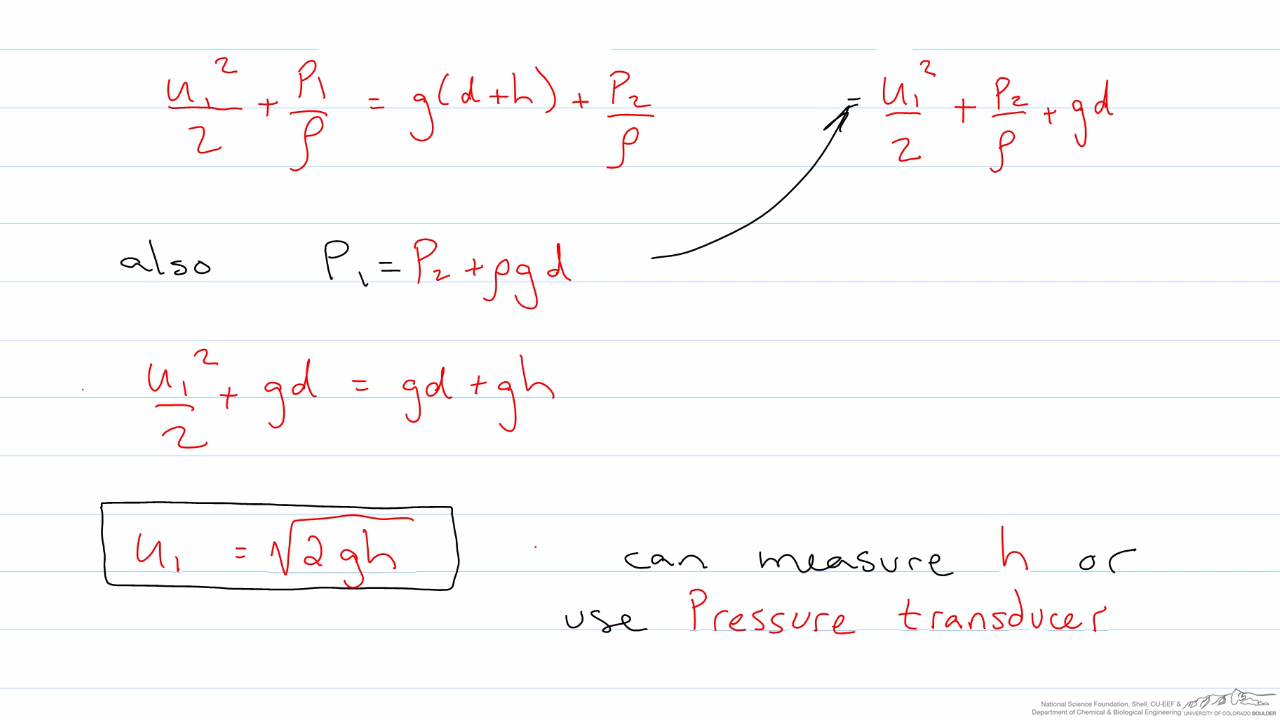 u₁²/2 + P₁/ρ = g(d+h) + P₂/ρ = u₁²/2 + P₂/ρ + gd
also P₁ = P₂ + ρgd
u₁²/2 + gd = gd + gh
u₁ = √2gh
can measure h or
use Pressure transducer
National Science Foundation, Shell, CU-EEF &
Department of Chemical & Biological Engineering UNIVERSITY OF COLORADO BOULDER